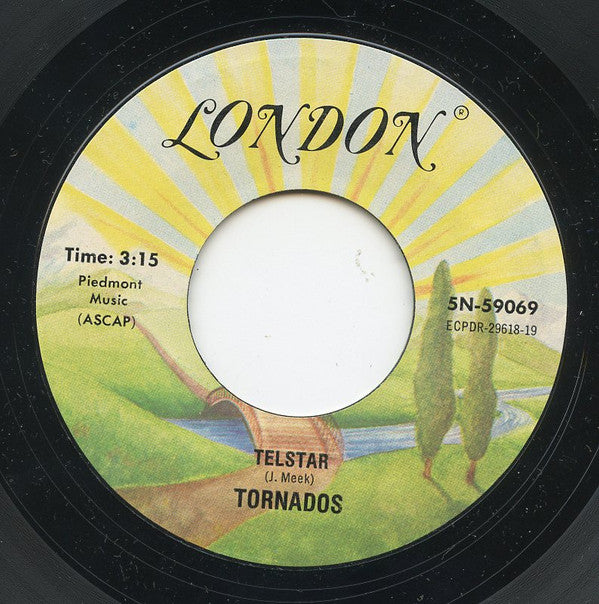 LONDON®
Time: 3:15
Piedmont
Music
(ASCAP)
5N-59069
ECPDR-29618-19
TELSTAR
(J. Meek)
TORNADOS